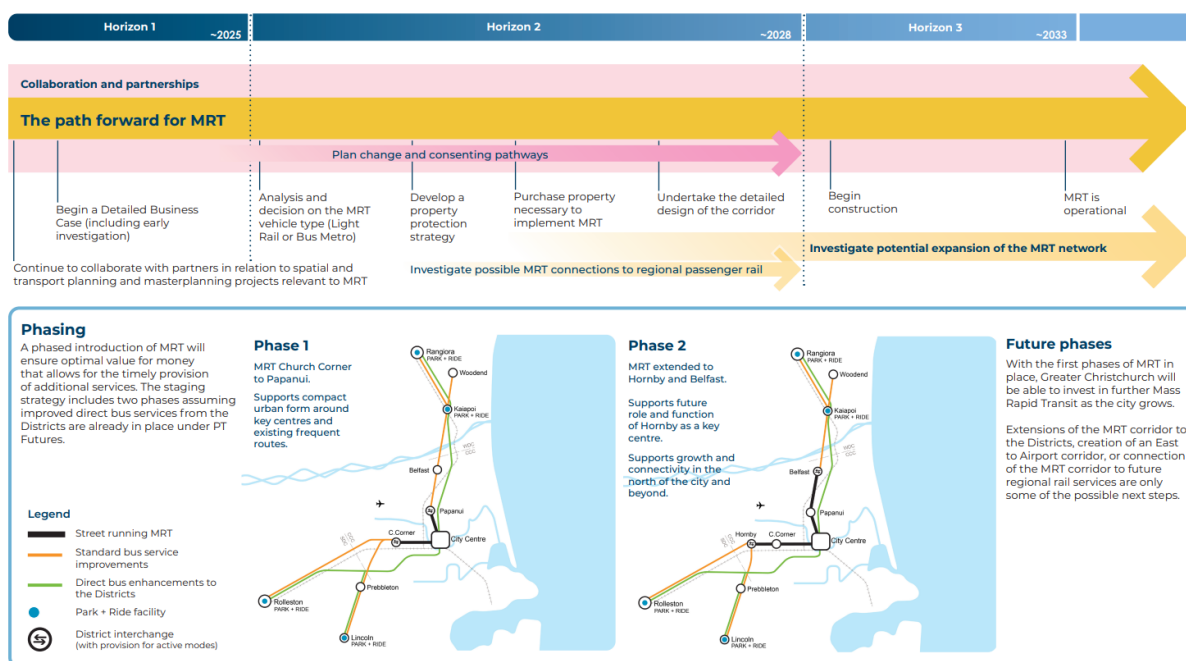 Horizon 1
~2025
Horizon 2
~2028
Horizon 3
~2033
Collaboration and partnerships
The path forward for MRT
Plan change and consenting pathways
Begin a Detailed Business
Case (including early
investigation)
Analysis and
decision on the MRT
vehicle type (Light
Rail or Bus Metro)
Develop a
property
protection
strategy
Purchase property
necessary to
implement MRT
Undertake the detailed
design of the corridor
Begin
construction
MRT is
operational
Continue to collaborate with partners in relation to spatial and
transport planning and masterplanning projects relevant to MRT
Investigate possible MRT connections to regional passenger rail
Investigate potential expansion of the MRT network
Phasing
A phased introduction of MRT will
ensure optimal value for money
that allows for the timely provision
of additional services. The staging
strategy includes two phases assuming
improved direct bus services from the
Districts are already in place under PT
Futures.
Legend
Street running MRT
Standard bus service
improvements
Direct bus enhancements to
the Districts
Park + Ride facility
District interchange
(with provision for active modes)
Phase 1
MRT Church Corner
to Papanui.
Supports compact
urban form around
key centres and
existing frequent
routes.
Rangiora
PARK + RIDE
Woodend
Kaiapoi
PARK + RIDE
WDC
CCC
Belfast
Papanui
C.Corner
City Centre
Prebbleton
Rolleston
PARK + RIDE
Lincoln
PARK + RIDE
Phase 2
MRT extended to
Hornby and Belfast.
Supports future
role and function
of Hornby as a key
centre.
Supports growth and
connectivity in the
north of the city and
beyond.
Rangiora
PARK + RIDE
Woodend
Kaiapoi
PARK + RIDE
WDC
CCC
Belfast
Papanui
Hornby
C.Corner
City Centre
Prebbleton
Rolleston
PARK + RIDE
Lincoln
PARK + RIDE
Future phases
With the first phases of MRT in
place, Greater Christchurch will
be able to invest in further Mass
Rapid Transit as the city grows.
Extensions of the MRT corridor to
the Districts, creation of an East
to Airport corridor, or connection
of the MRT corridor to future
regional rail services are only
some of the possible next steps.